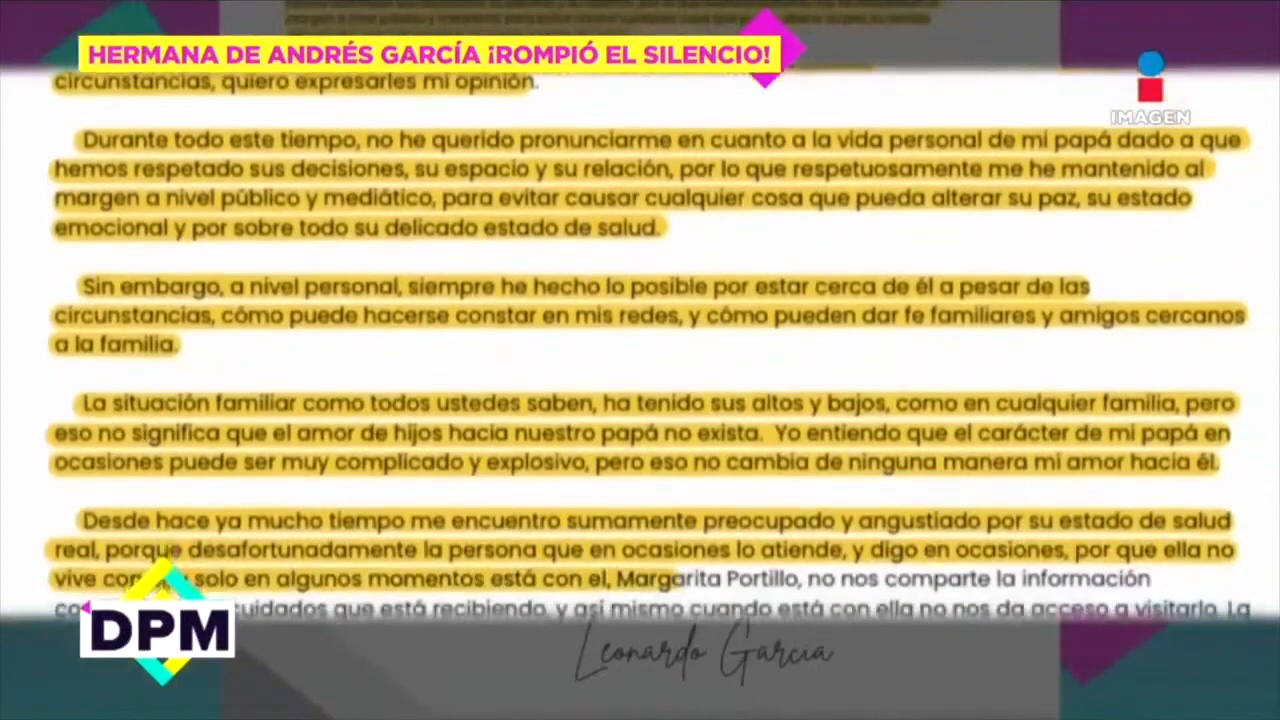 HERMANA DE ANDRÉS GARCÍA ¡ROMPIÓ EL SILENCIO!
IMAGEN
circunstancias, quiero expresarles mi opinión.
Durante todo este tiempo, no he querido pronunciarme en cuanto a la vida personal de mi papá dado a que
hemos respetado sus decisiones, su espacio y su relación, por lo que respetuosamente me he mantenido al
margen a nivel público y mediático, para evitar causar cualquier cosa que pueda alterar su paz, su estado
emocional y por sobre todo su delicado estado de salud.
Sin embargo, a nivel personal, siempre he hecho lo posible por estar cerca de él a pesar de las
circunstancias, cómo puede hacerse constar en mis redes, y cómo pueden dar fe familiares y amigos cercanos
a la familia.
La situación familiar como todos ustedes saben, ha tenido sus altos y bajos, como en cualquier familia, pero
eso no significa que el amor de hijos hacia nuestro papá no exista. Yo entiendo que el carácter de mi papá en
ocasiones puede ser muy complicado y explosivo, pero eso no cambia de ninguna manera mi amor hacia él.
Desde hace ya mucho tiempo me encuentro sumamente preocupado y angustiado por su estado de salud
real, porque desafortunadamente la persona que en ocasiones lo atiende, y digo en ocasiones, por que ella no
vive solo en algunos momentos está con el, Margarita Portillo, no nos comparte la información
cuidados que está recibiendo, y así mismo cuando está con ella no nos da acceso a visitarlo. La
DPM
Leonardo García